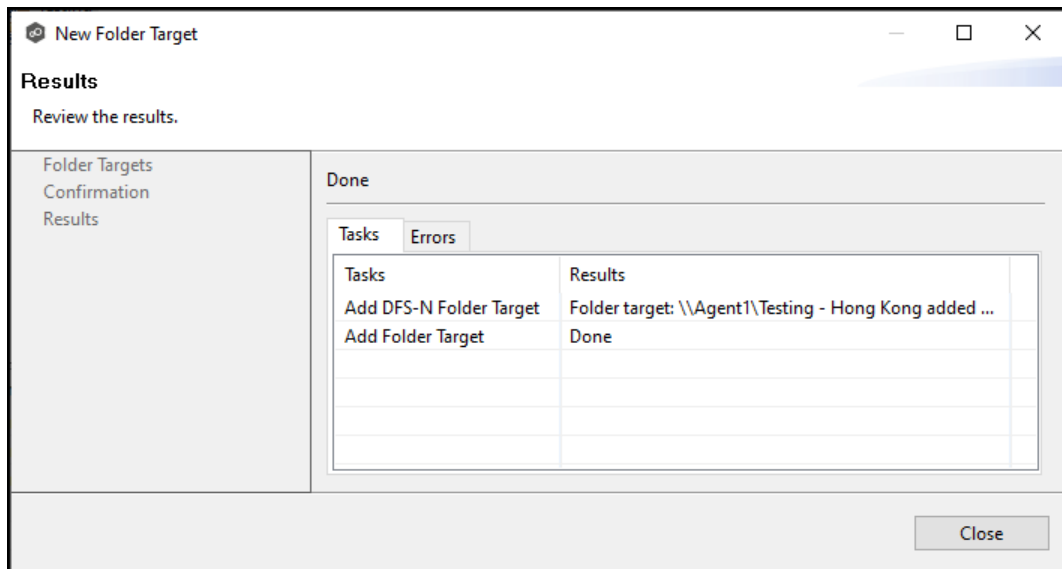 New Folder Target
Results
Review the results.
Folder Targets
Confirmation
Results
Done
Tasks Errors
Tasks Results
Add DFS-N Folder Target Folder target: \\Agent1\Testing - Hong Kong added ...
Add Folder Target Done
Close